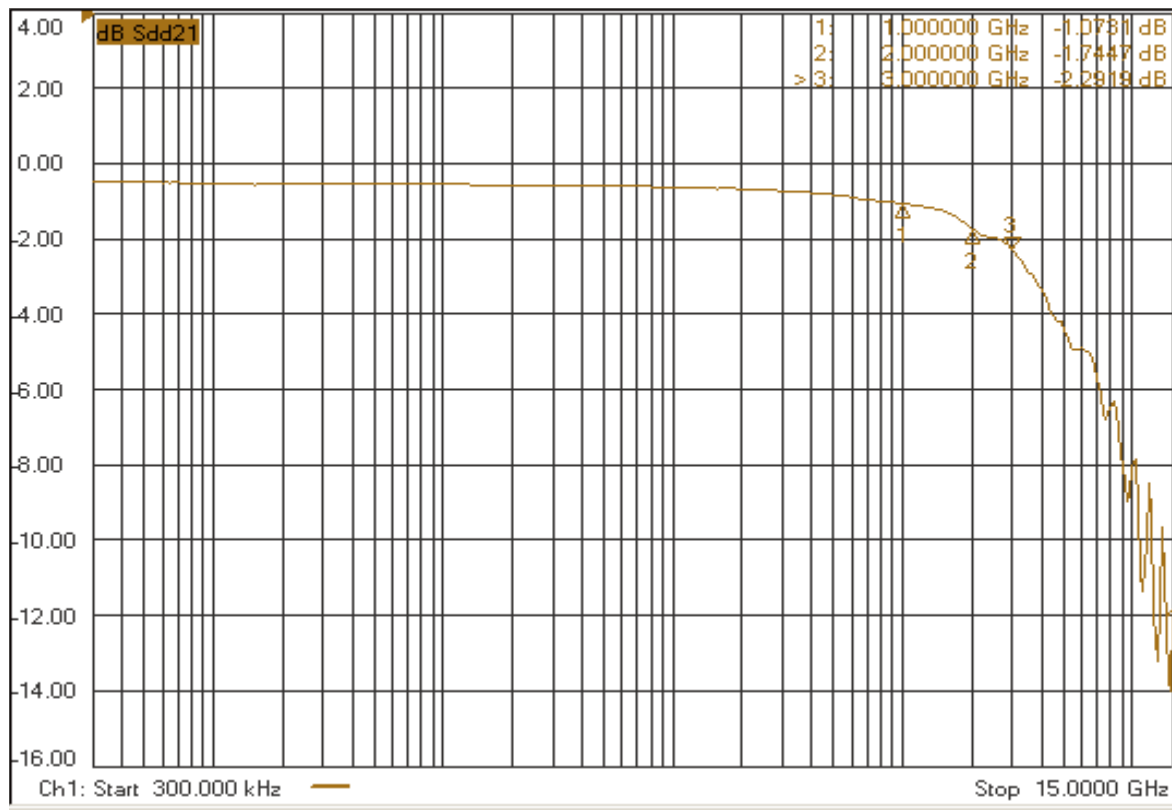 dB Sdd21
1: 1.000000 GHz -1.0731 dB
2: 2.000000 GHz -1.7447 dB
> 3: 3.000000 GHz -2.2919 dB
4.00
2.00
0.00
-2.00
-4.00
-6.00
-8.00
-10.00
-12.00
-14.00
-16.00
1
2
3
Ch1: Start 300.000 kHz
Stop 15.0000 GHz